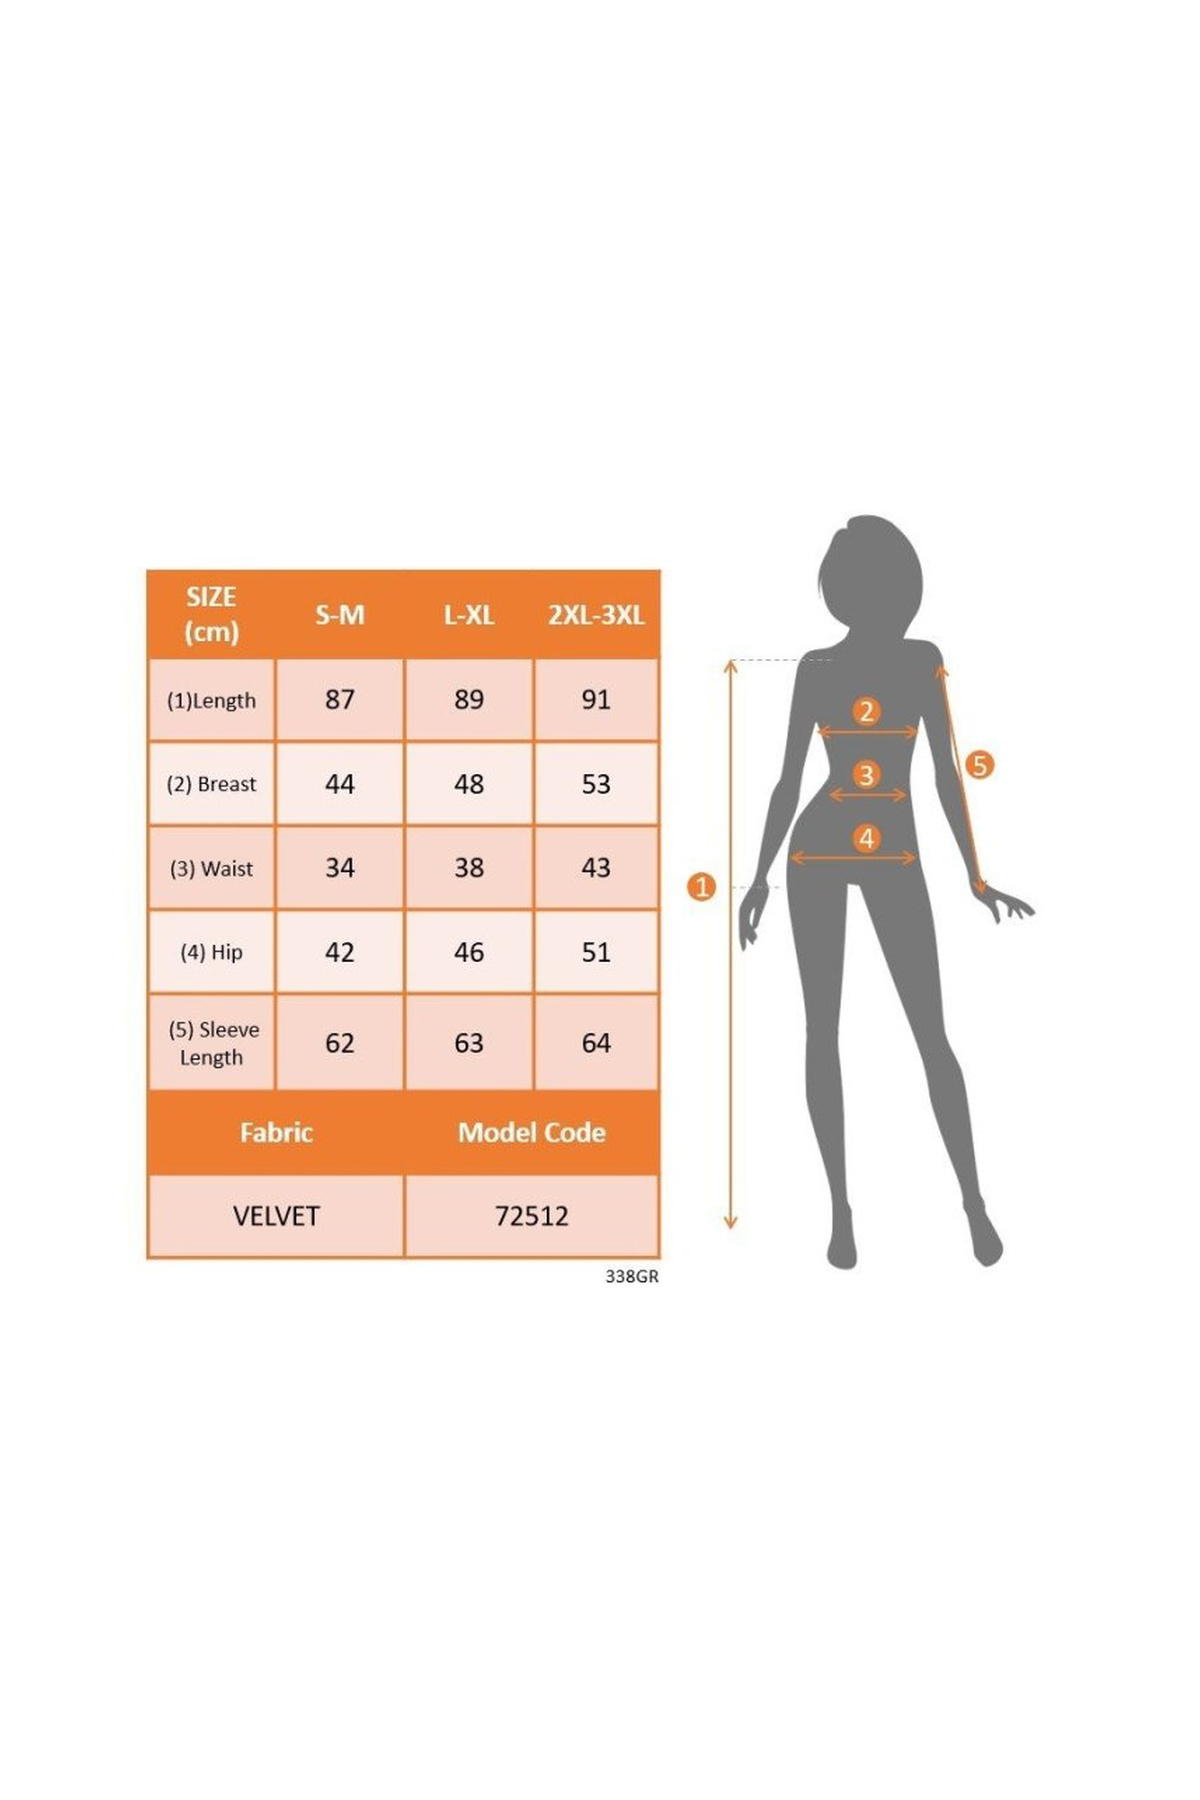 SIZE (cm) S-M L-XL 2XL-3XL
(1)Length 87 89 91
(2) Breast 44 48 53
(3) Waist 34 38 43
(4) Hip 42 46 51
(5) Sleeve Length 62 63 64
Fabric Model Code
VELVET 72512
338GR
2
5
3
4
1